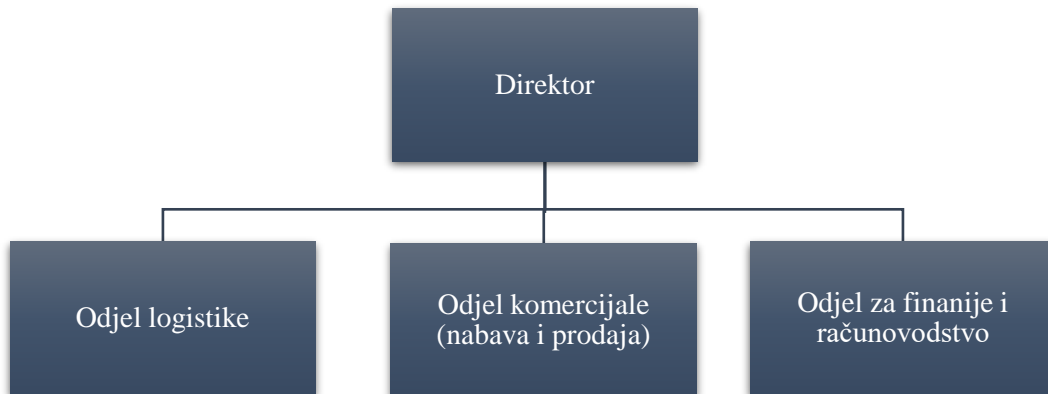 Direktor
Odjel logistike
Odjel komercijale
(nabava i prodaja)
Odjel za finanije i
računovodstvo